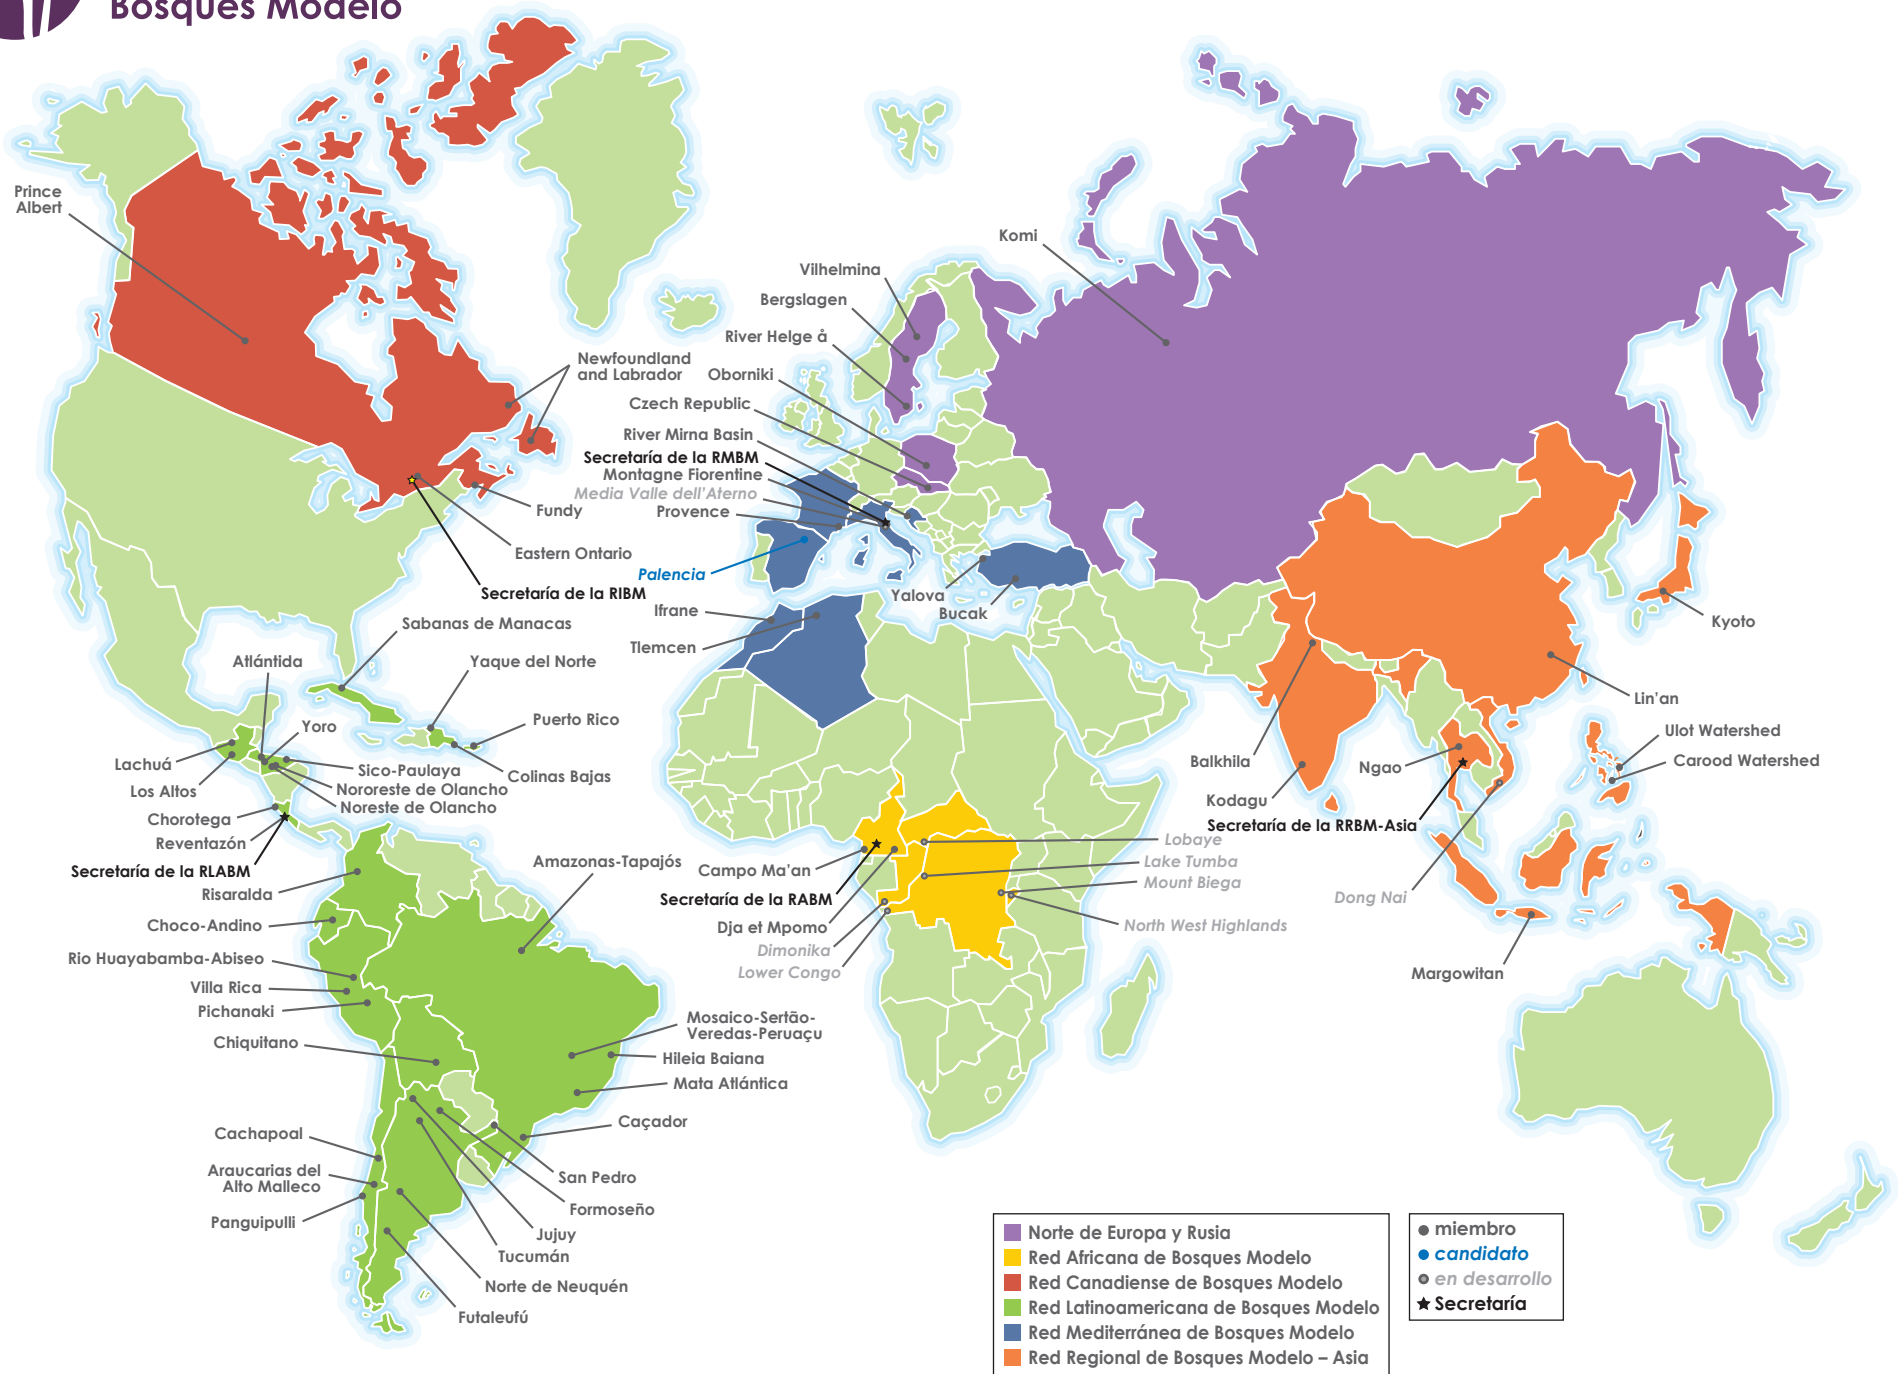 Bosques Modelo
Prince
Albert
Komi
Vilhelmina
Bergslagen
River Helge å
Newfoundland
and Labrador
Oborniki
Czech Republic
River Mirna Basin
Secretaría de la RMBM
Montagne Fiorentine
Media Valle dell'Aterno
Provence
Fundy
Eastern Ontario
Palencia
Secretaría de la RIBM
Yalova
Bucak
Ifrane
Tlemcen
Kyoto
Sabanas de Manacas
Atlántida
Yaque del Norte
Lin'an
Puerto Rico
Yoro
Ulot Watershed
Carood Watershed
Lachuá
Sico-Paulaya
Colinas Bajas
Balkhila
Ngao
Los Altos
Nororeste de Olancho
Noreste de Olancho
Kodagu
Chorotega
Secretaría de la RRBM-Asia
Reventazón
Lobaye
Secretaría de la RLABM
Amazonas-Tapajós
Campo Ma'an
Lake Tumba
Risaralda
Mount Biega
Secretaría de la RABM
Dong Nai
Choco-Andino
Dja et Mpomo
North West Highlands
Dimonika
Rio Huayabamba-Abiseo
Lower Congo
Margowitan
Villa Rica
Pichanaki
Mosaico-Sertão-
Veredas-Peruaçu
Chiquitano
Hileia Baiana
Mata Atlántica
Caçador
Cachapoal
Araucarias del
Alto Malleco
San Pedro
Formoseño
Panguipulli
Jujuy
Tucumán
Norte de Neuquén
Futaleufú
Norte de Europa y Rusia
Red Africana de Bosques Modelo
Red Canadiense de Bosques Modelo
Red Latinoamericana de Bosques Modelo
Red Mediterránea de Bosques Modelo
Red Regional de Bosques Modelo – Asia
miembro
candidato
en desarrollo
Secretaría